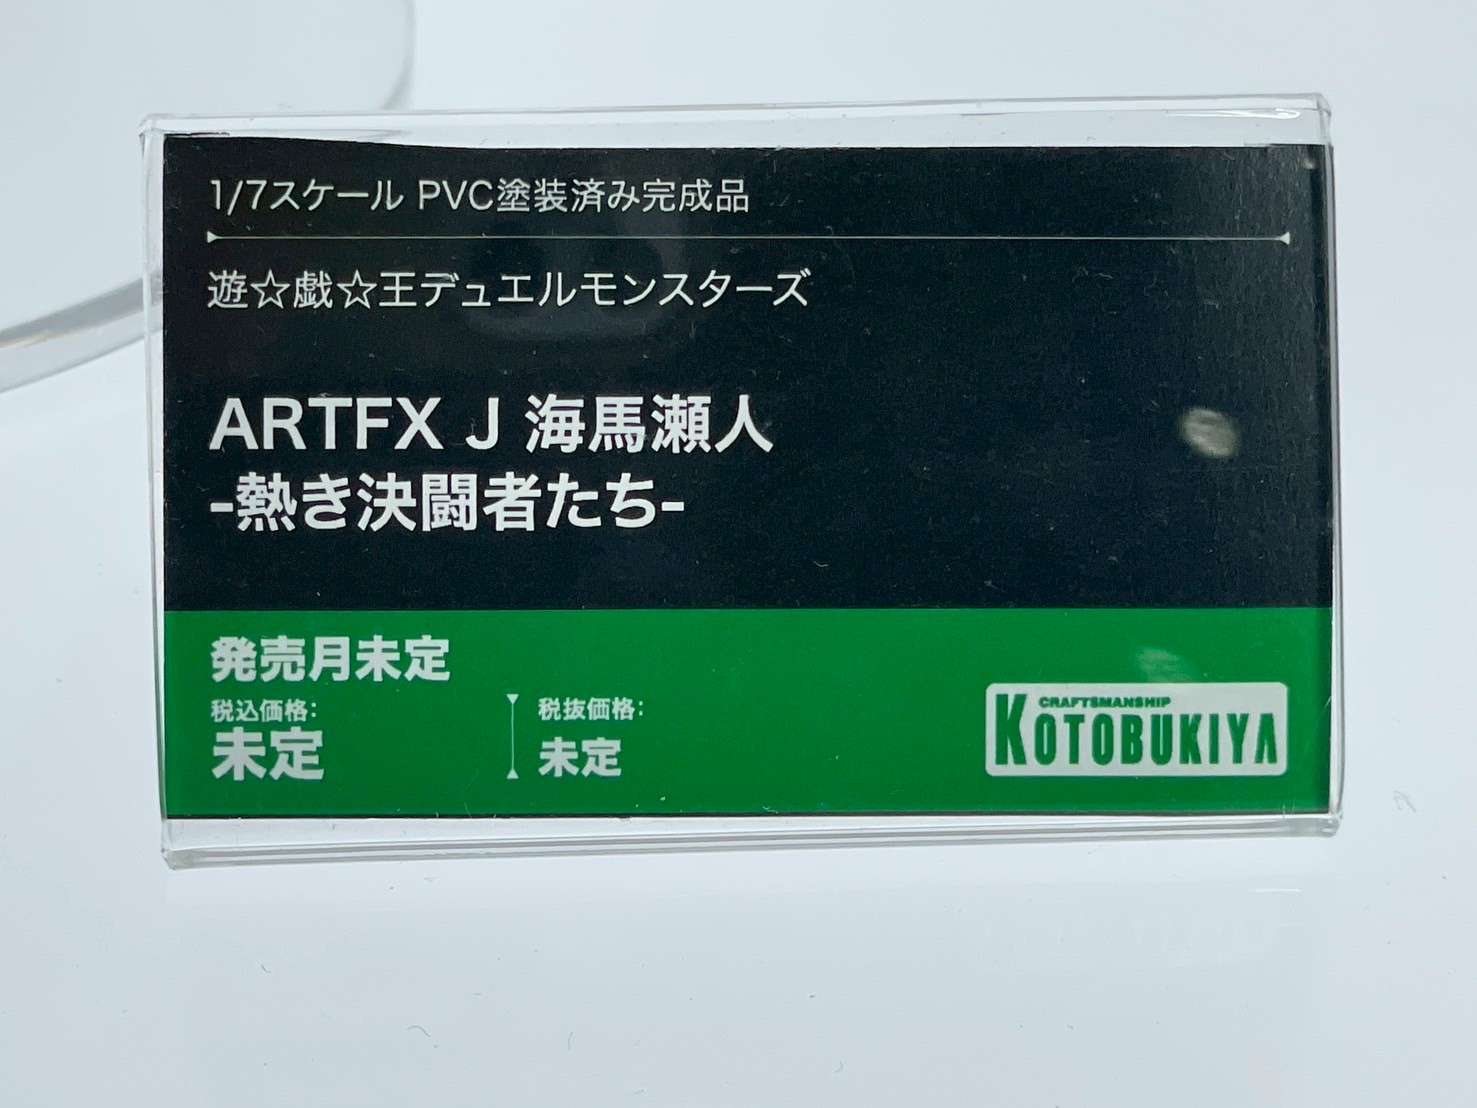 1/7スケール PVC塗装済み完成品
遊☆戯☆王デュエルモンスターズ
ARTFX J 海馬瀬人
-熱き決闘者たち-
発売月未定
税込価格:
未定
税抜価格:
未定
CRAFTSMANSHIP
KOTOBUKIYA